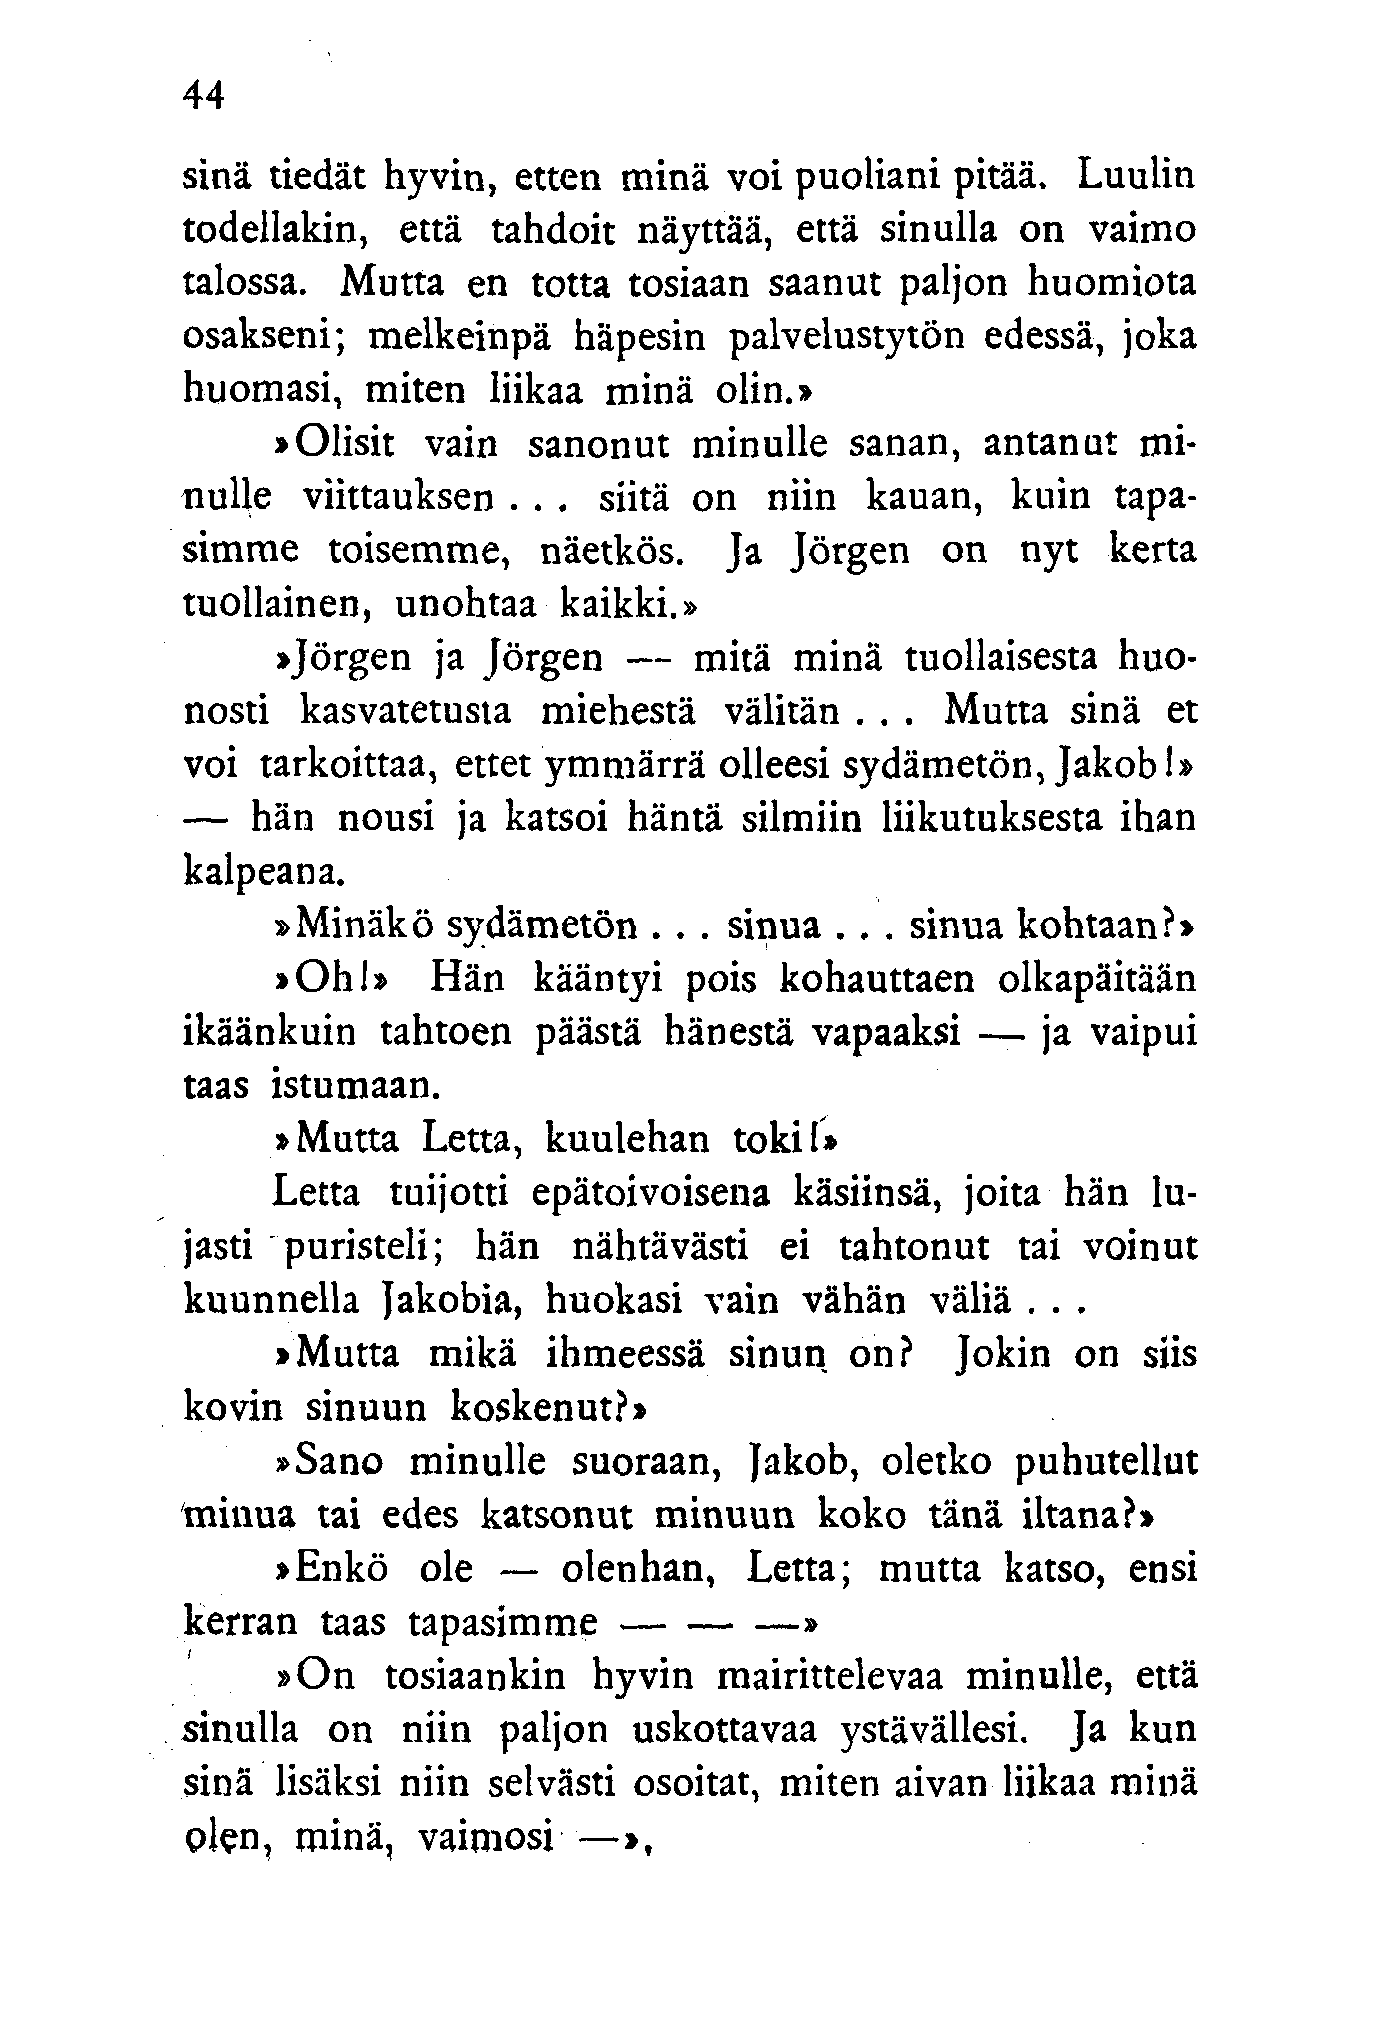 44
sinä tiedät hyvin, etten minä voi puoliani pitää. Luulin
todellakin, että tahdoit näyttää, että sinulla on vaimo
talossa. Mutta en totta tosiaan saanut paljon huomiota
osakseni; melkeinpä häpesin palvelustytön edessä, joka
huomasi, miten liikaa minä olin.»
»Olisit vain sanonut minulle sanan, antanut mi-
nulle viittauksen . . . siitä on niin kauan, kuin tapa-
simme toisemme, näetkös. Ja Jörgen on nyt kerta
tuollainen, unohtaa kaikki.»
»Jörgen ja Jörgen — mitä minä tuollaisesta huo-
nosti kasvatetusta miehestä välitän . . . Mutta sinä et
voi tarkoittaa, ettet ymmärrä olleesi sydämetön, Jakob!»
— hän nousi ja katsoi häntä silmiin liikutuksesta ihan
kalpeana.
»Minäkö sydämetön . . . sinua . . . sinua kohtaan?»
»Oh!» Hän kääntyi pois kohauttaen olkapäitään
ikäänkuin tahtoen päästä hänestä vapaaksi — ja vaipui
taas istumaan.
»Mutta Letta, kuulehan toki!»
Letta tuijotti epätoivoisena käsiinsä, joita hän lu-
jasti puristeli; hän nähtävästi ei tahtonut tai voinut
kuunnella Jakobia, huokasi vain vähän väliä . . .
»Mutta mikä ihmeessä sinun on? Jokin on siis
kovin sinuun koskenut?»
»Sano minulle suoraan, Jakob, oletko puhutellut
minua tai edes katsonut minuun koko tänä iltana?»
»Enkö ole — olenhan, Letta; mutta katso, ensi
kerran taas tapasimme — — —»
»On tosiaankin hyvin mairittelevaa minulle, että
sinulla on niin paljon uskottavaa ystävällesi. Ja kun
sinä lisäksi niin selvästi osoitat, miten aivan liikaa minä
olen, minä, vaimosi —»,